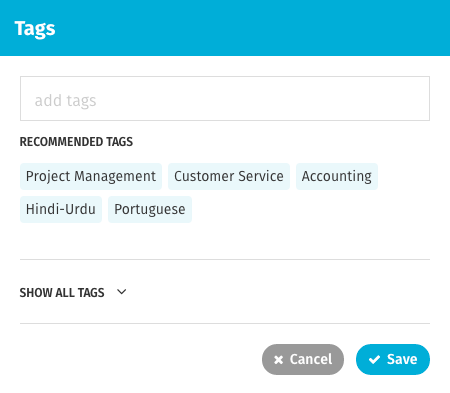 Tags
add tags
RECOMMENDED TAGS
Project Management Customer Service Accounting
Hindi-Urdu Portuguese
SHOW ALL TAGS
Cancel Save